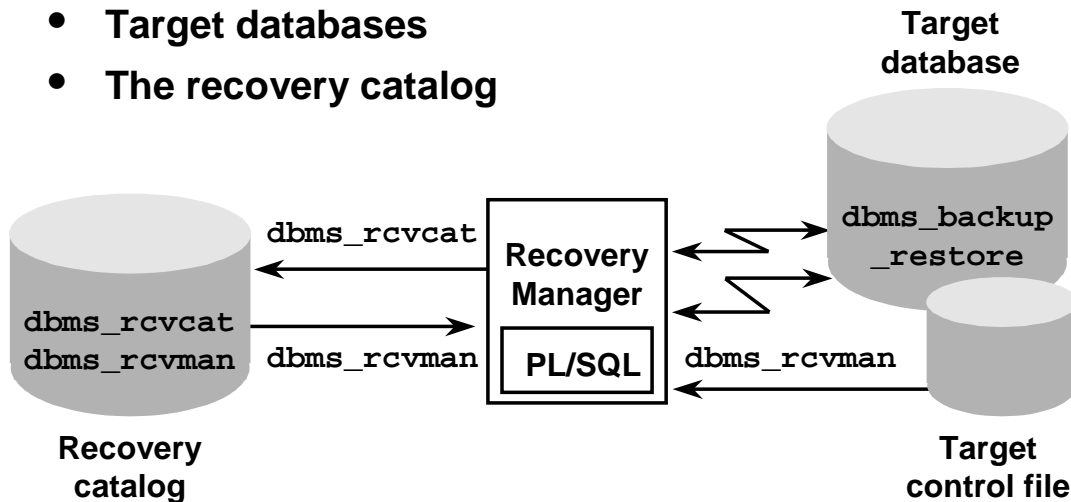 • Target databases
• The recovery catalog
Target
database
dbms_backup
_restore
dbms_rcvcat
Recovery
Manager
PL/SQL
dbms_rcvcat
dbms_rcvman
dbms_rcvman
dbms_rcvman
Recovery
catalog
Target
control file